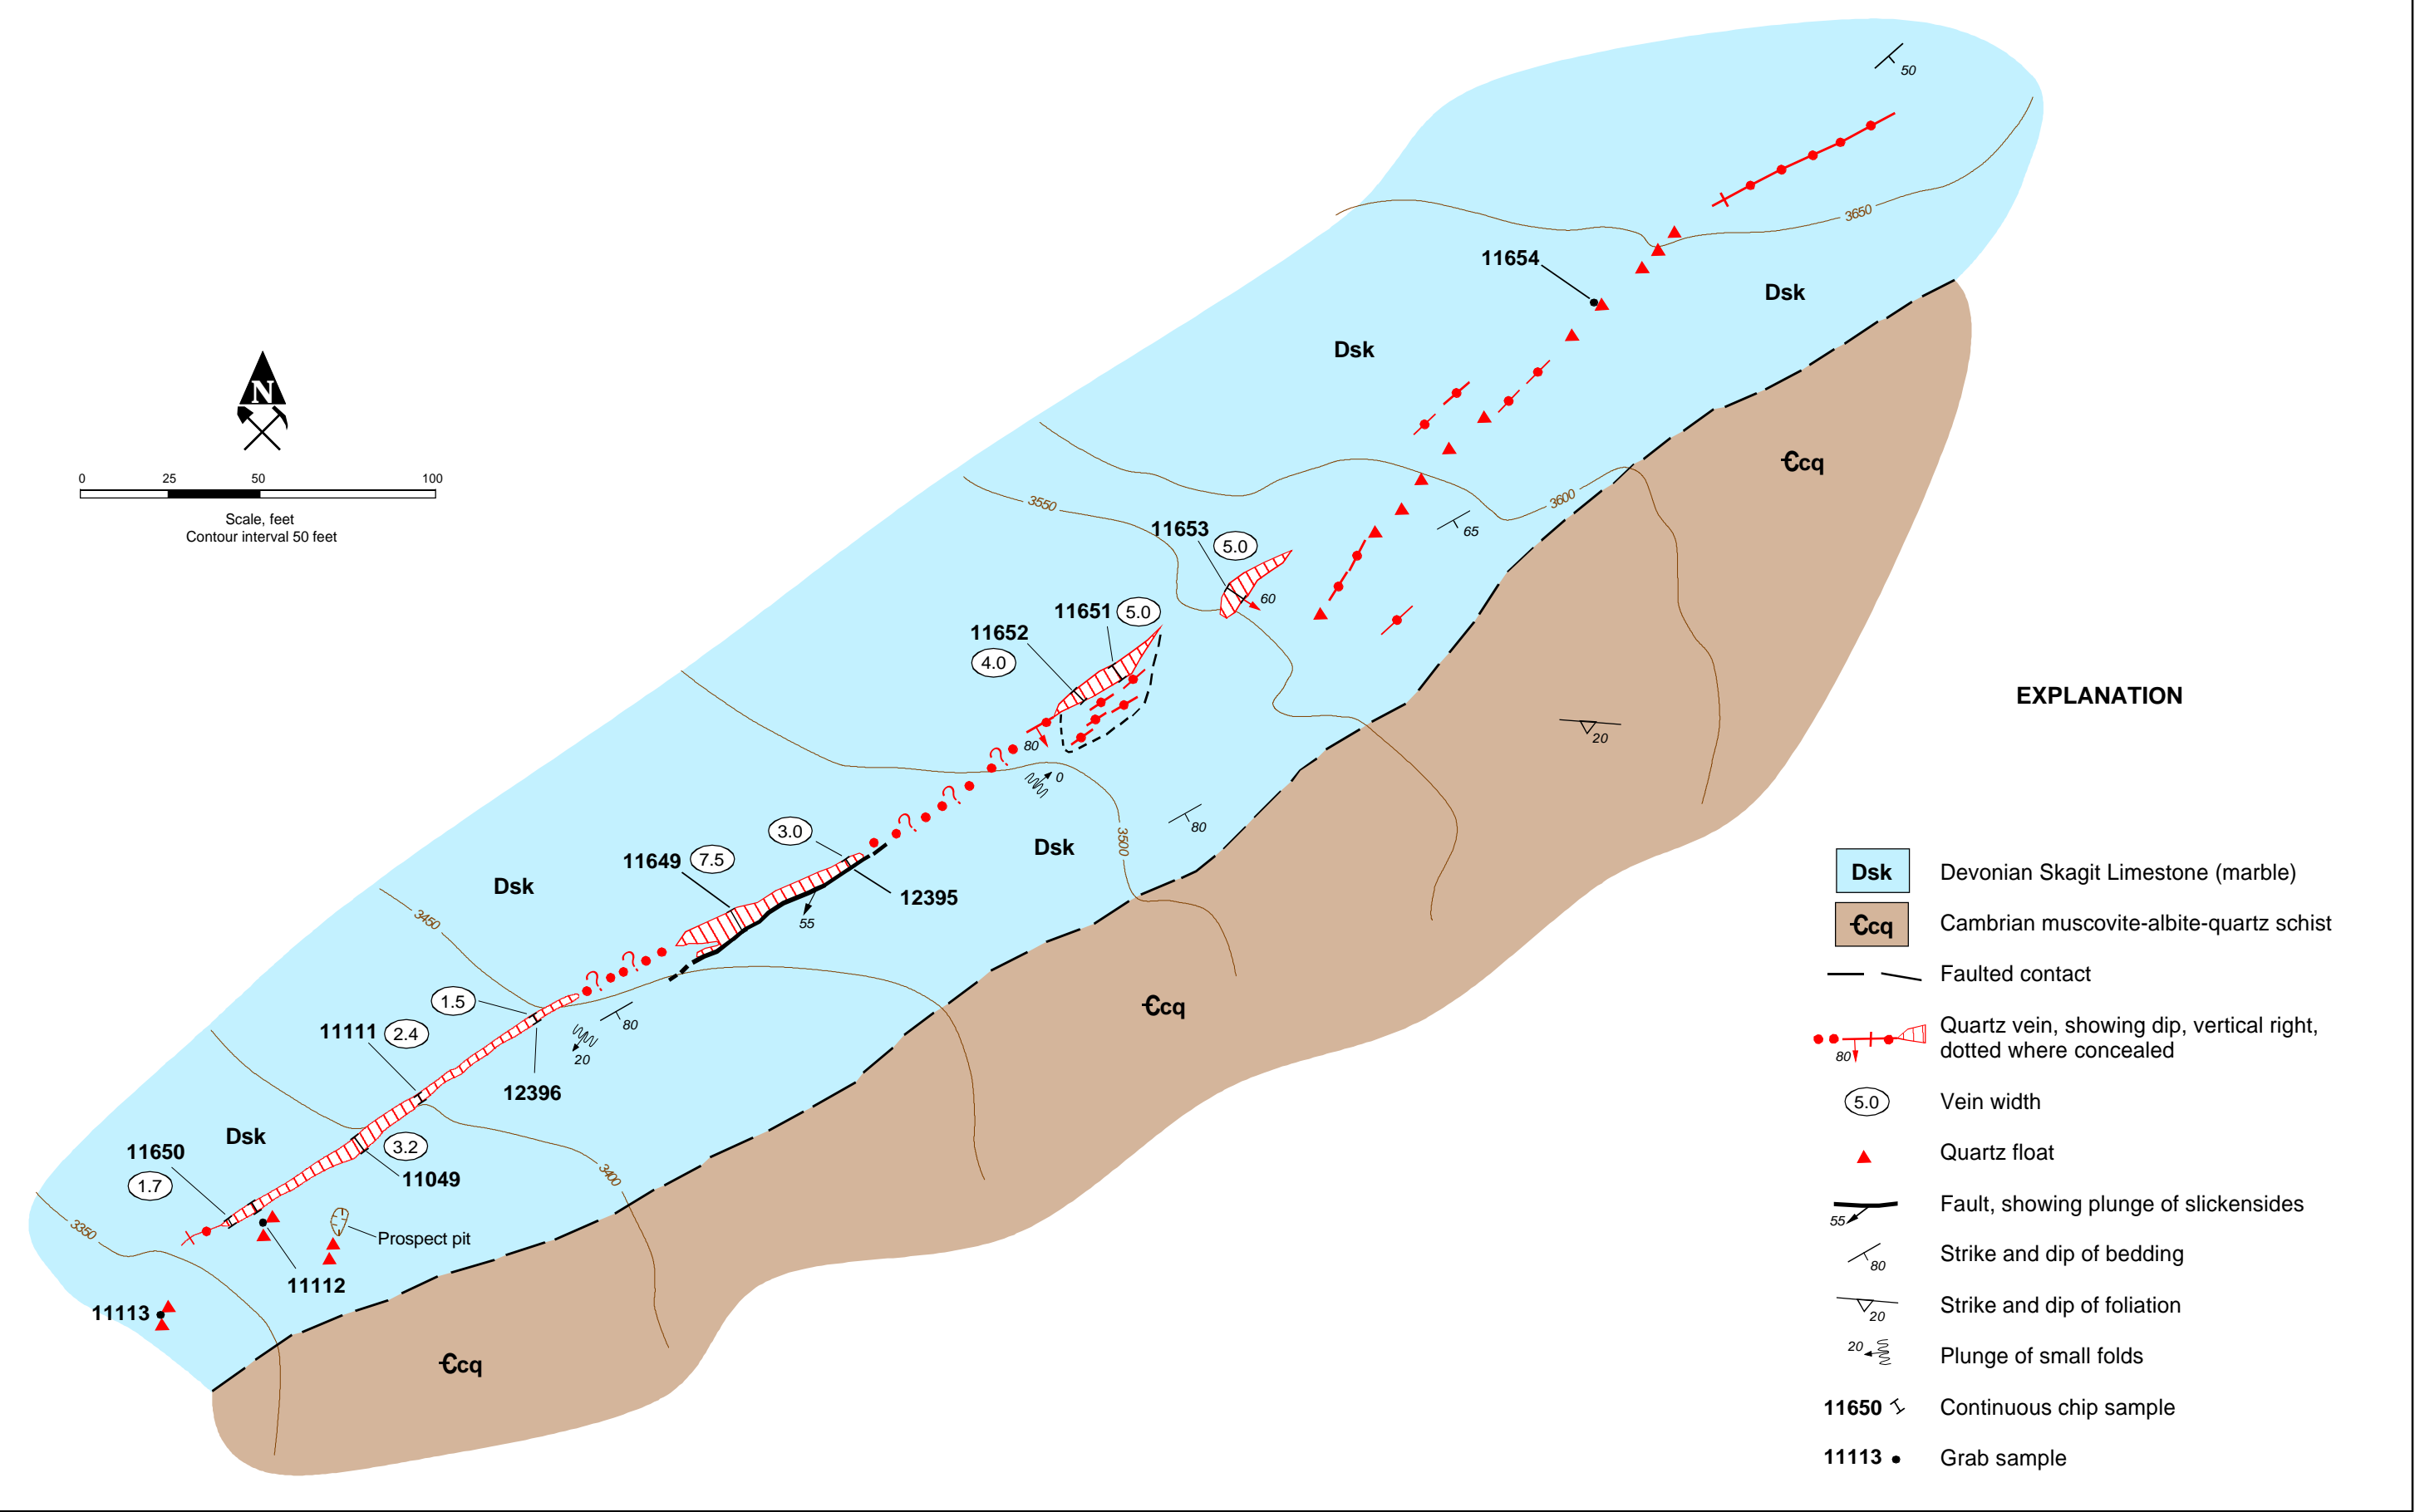 50
3650
11654
Dsk
Dsk
N
Ꞓcq
0 25 50 100
Scale, feet
Contour interval 50 feet
3550
3600
65
11653
5.0
60
11651
5.0
11652
4.0
80
?
0
?
?
20
EXPLANATION
3.0
80
3500
Dsk
11649
7.5
Dsk
12395
55
3450
?
?
1.5
80
11111
2.4
20
12396
Ꞓcq
Dsk
11650
1.7
3.2
11049
3400
3350
Prospect pit
11112
11113
Ꞓcq
Dsk Devonian Skagit Limestone (marble)
Ꞓcq Cambrian muscovite-albite-quartz schist
Faulted contact
Quartz vein, showing dip, vertical right,
80 dotted where concealed
5.0 Vein width
Quartz float
Fault, showing plunge of slickensides
55
Strike and dip of bedding
80
Strike and dip of foliation
20
20 Plunge of small folds
11650 Continuous chip sample
11113 Grab sample